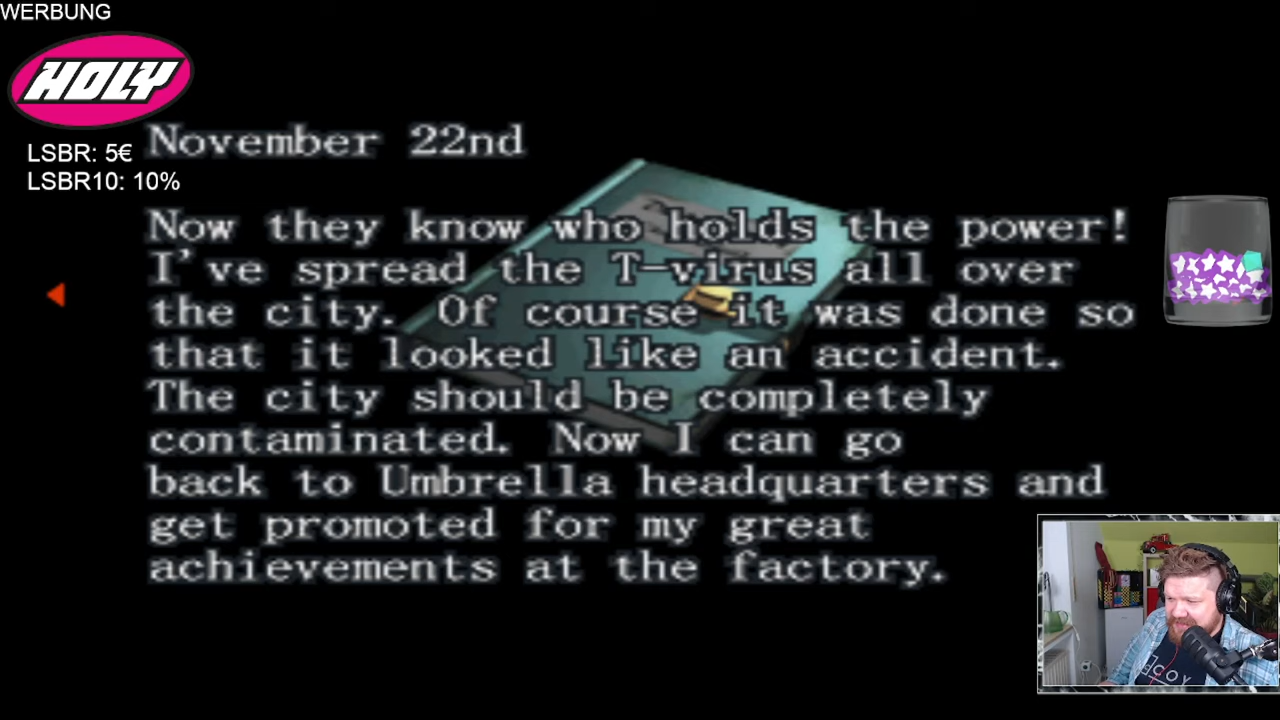 WERBUNG
HOLY
LSBR: 5€
LSBR10: 10%
November 22nd
Now they know who holds the power!
I've spread the T-virus all over
the city. Of course it was done so
that it looked like an accident.
The city should be completely
contaminated. Now I can go
back to Umbrella headquarters and
get promoted for my great
achievements at the factory.